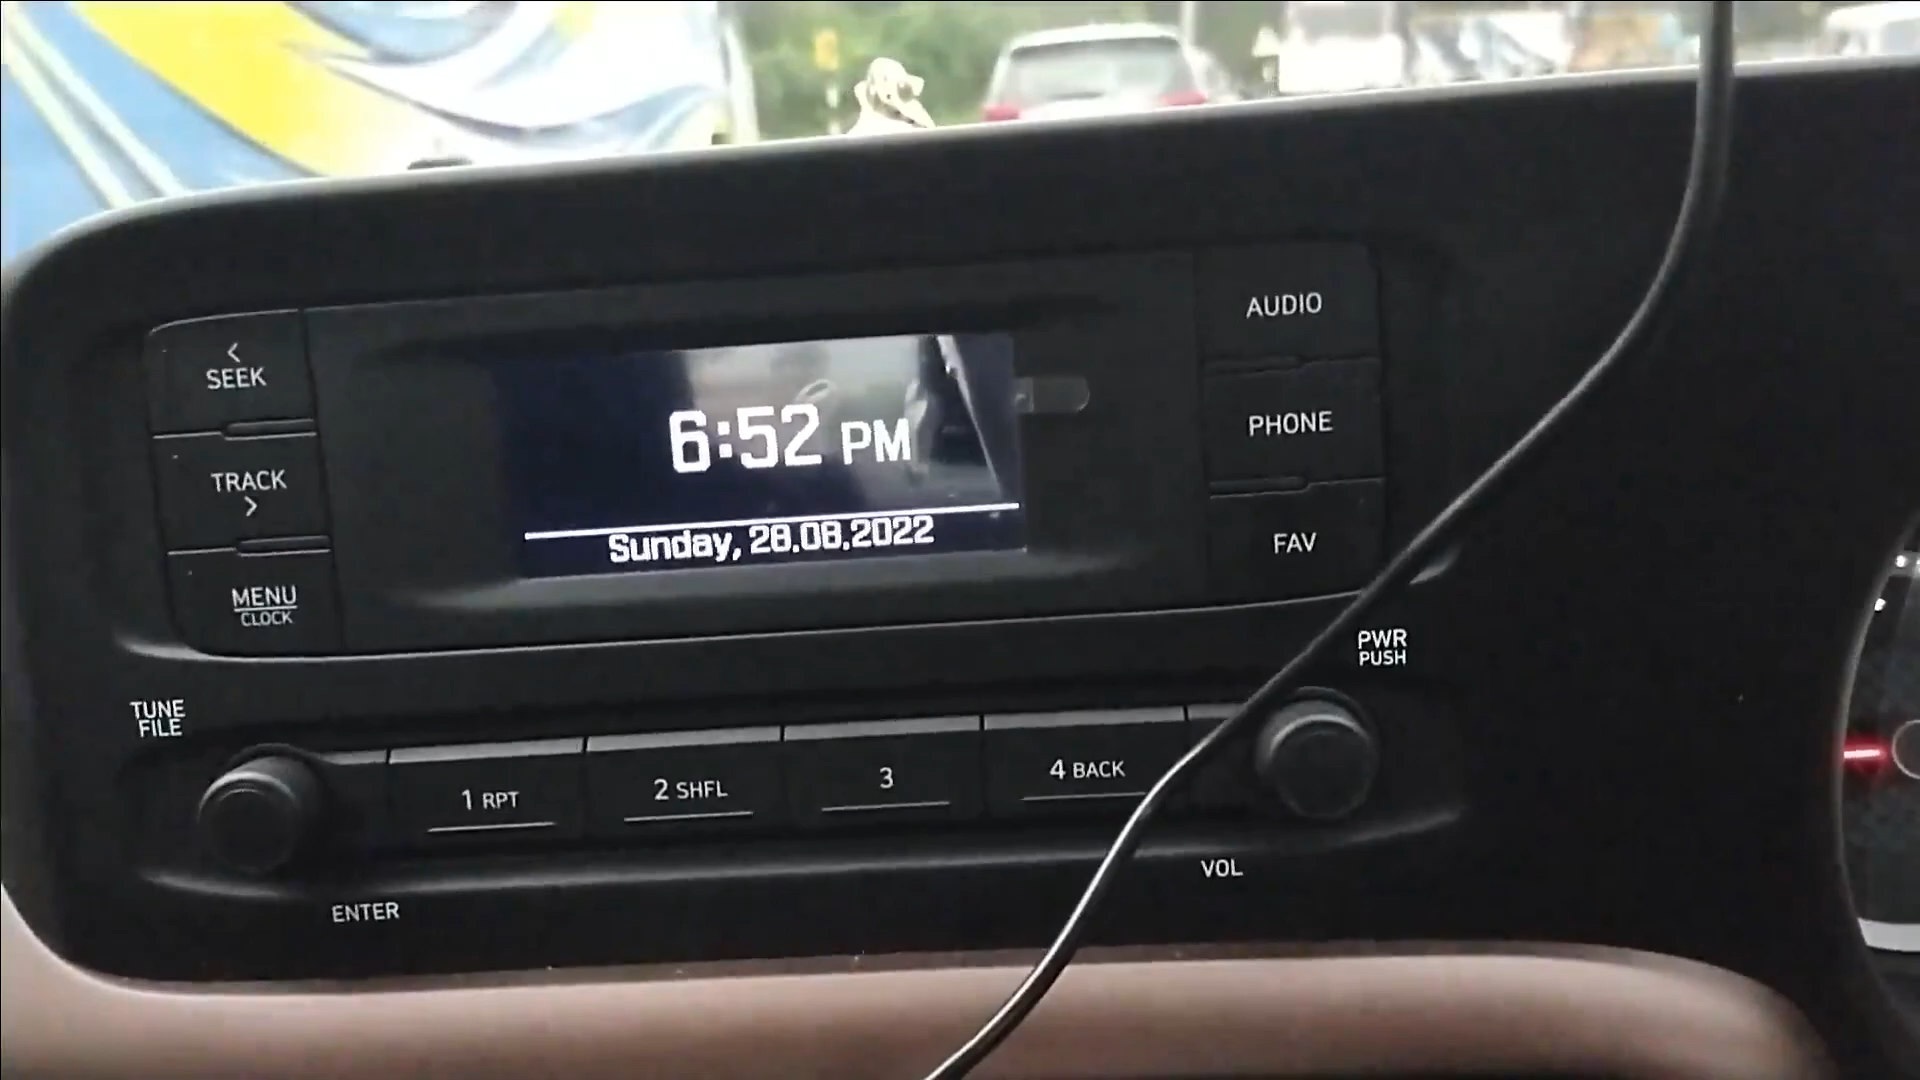 <
SEEK
TRACK
>
MENU
CLOCK
6:52 PM
Sunday, 28.08.2022
AUDIO
PHONE
FAV
TUNE
FILE
PWR
PUSH
1 RPT
2 SHFL
3
4 BACK
VOL
ENTER